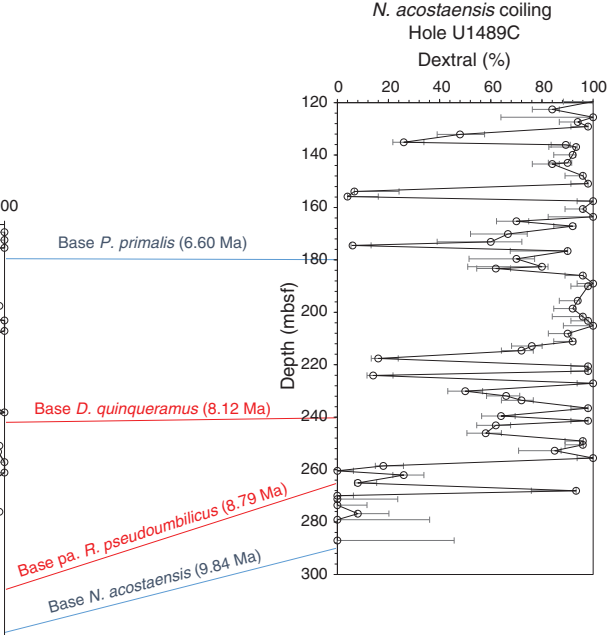 N. acostaensis coiling
Hole U1489C
Dextral (%)
0 20 40 60 80 100
00
Depth (mbsf)
120
140
160
180
200
220
240
260
280
300
Base P. primalis (6.60 Ma)
Base D. quinqueramus (8.12 Ma)
Base pa. R. pseudoumbilicus (8.79 Ma)
Base N. acostaensis (9.84 Ma)